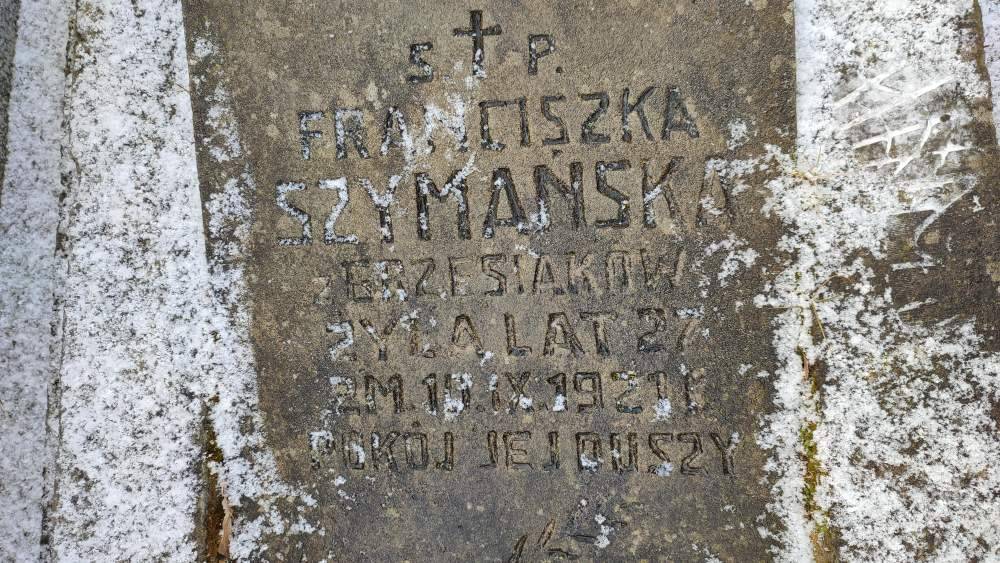 S † P.
FRANCISZKA
SZYMAŃSKA
z BRZESIAKÓW
ŻYŁA LAT 27
ZM. 10.IX.1921 R.
POKÓJ JEJ DUSZY